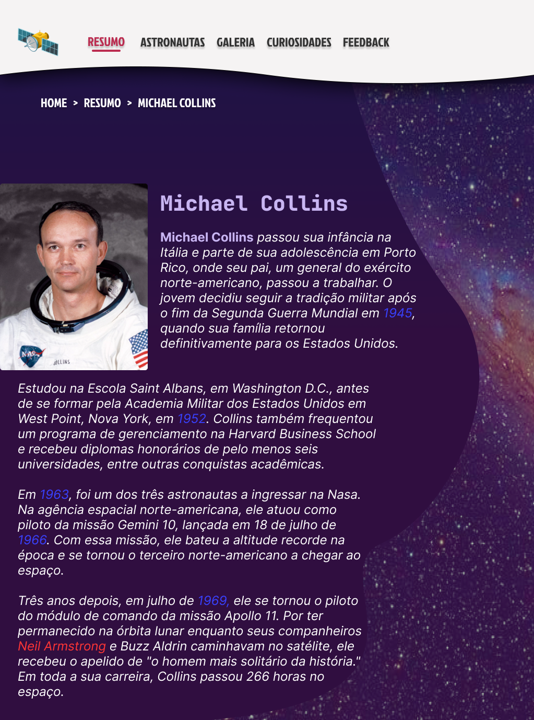 RESUMO ASTRONAUTAS GALERIA CURIOSIDADES FEEDBACK
HOME > RESUMO > MICHAEL COLLINS
Michael Collins
Michael Collins passou sua infância na
Itália e parte de sua adolescência em Porto
Rico, onde seu pai, um general do exército
norte-americano, passou a trabalhar. O
jovem decidiu seguir a tradição militar após
o fim da Segunda Guerra Mundial em 1945,
quando sua família retornou
definitivamente para os Estados Unidos.
NASA
COLLINS
Estudou na Escola Saint Albans, em Washington D.C., antes
de se formar pela Academia Militar dos Estados Unidos em
West Point, Nova York, em 1952. Collins também frequentou
um programa de gerenciamento na Harvard Business School
e recebeu diplomas honorários de pelo menos seis
universidades, entre outras conquistas acadêmicas.
Em 1963, foi um dos três astronautas a ingressar na Nasa.
Na agência espacial norte-americana, ele atuou como
piloto da missão Gemini 10, lançada em 18 de julho de
1966. Com essa missão, ele bateu a altitude recorde na
época e se tornou o terceiro norte-americano a chegar ao
espaço.
Três anos depois, em julho de 1969, ele se tornou o piloto
do módulo de comando da missão Apollo 11. Por ter
permanecido na órbita lunar enquanto seus companheiros
Neil Armstrong e Buzz Aldrin caminhavam no satélite, ele
recebeu o apelido de "o homem mais solitário da história."
Em toda a sua carreira, Collins passou 266 horas no
espaço.